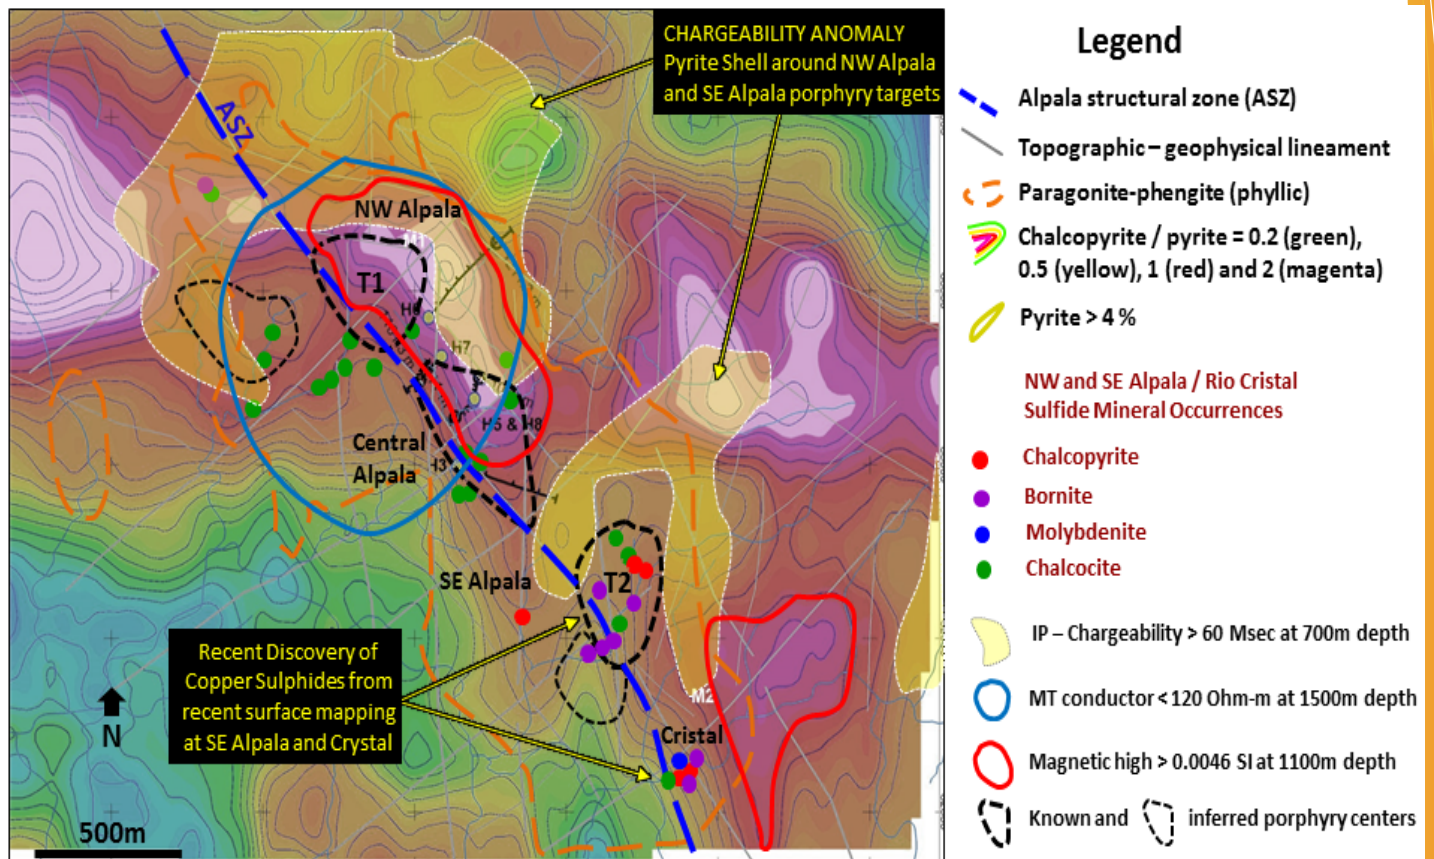 CHARGEABILITY ANOMALY
Pyrite Shell around NW Alpala
and SE Alpala porphyry targets
ASZ
NW Alpala
T1
H6
H7
H5 & H8
Central
Alpala
H3
SE Alpala
T2
Recent Discovery of
Copper Sulphides from
recent surface mapping
at SE Alpala and Crystal
M2
Cristal
N
500m
Legend
Alpala structural zone (ASZ)
Topographic – geophysical lineament
Paragonite-phengite (phyllic)
Chalcopyrite / pyrite = 0.2 (green),
0.5 (yellow), 1 (red) and 2 (magenta)
Pyrite > 4 %
NW and SE Alpala / Rio Cristal
Sulfide Mineral Occurrences
Chalcopyrite
Bornite
Molybdenite
Chalcocite
IP – Chargeability > 60 Msec at 700m depth
MT conductor < 120 Ohm-m at 1500m depth
Magnetic high > 0.0046 SI at 1100m depth
Known and inferred porphyry centers